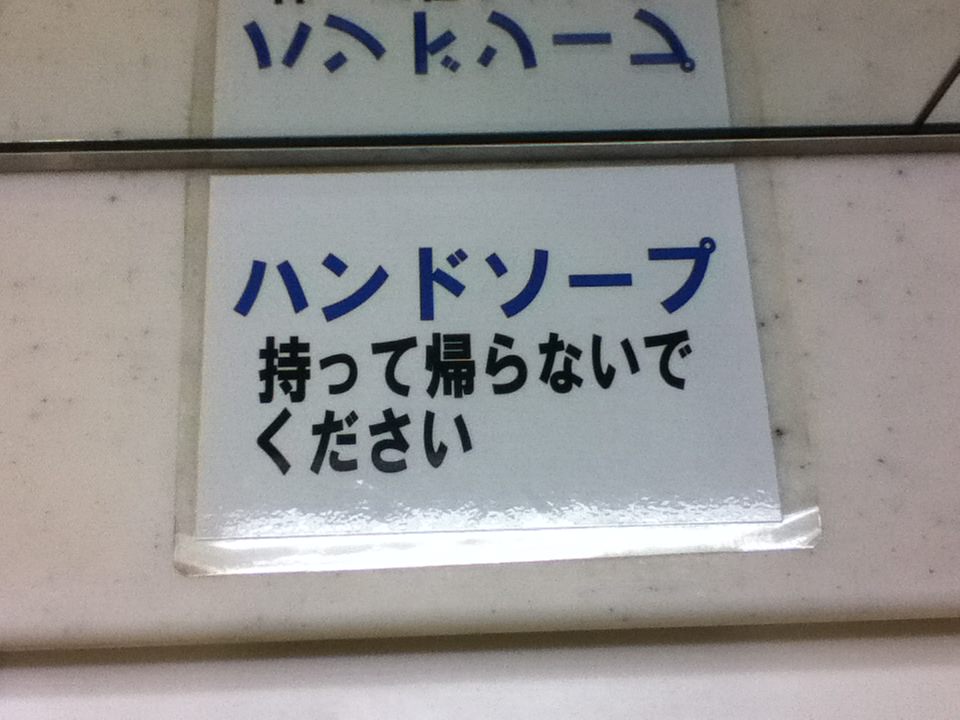 ハンドソープ
持って帰らないで
ください